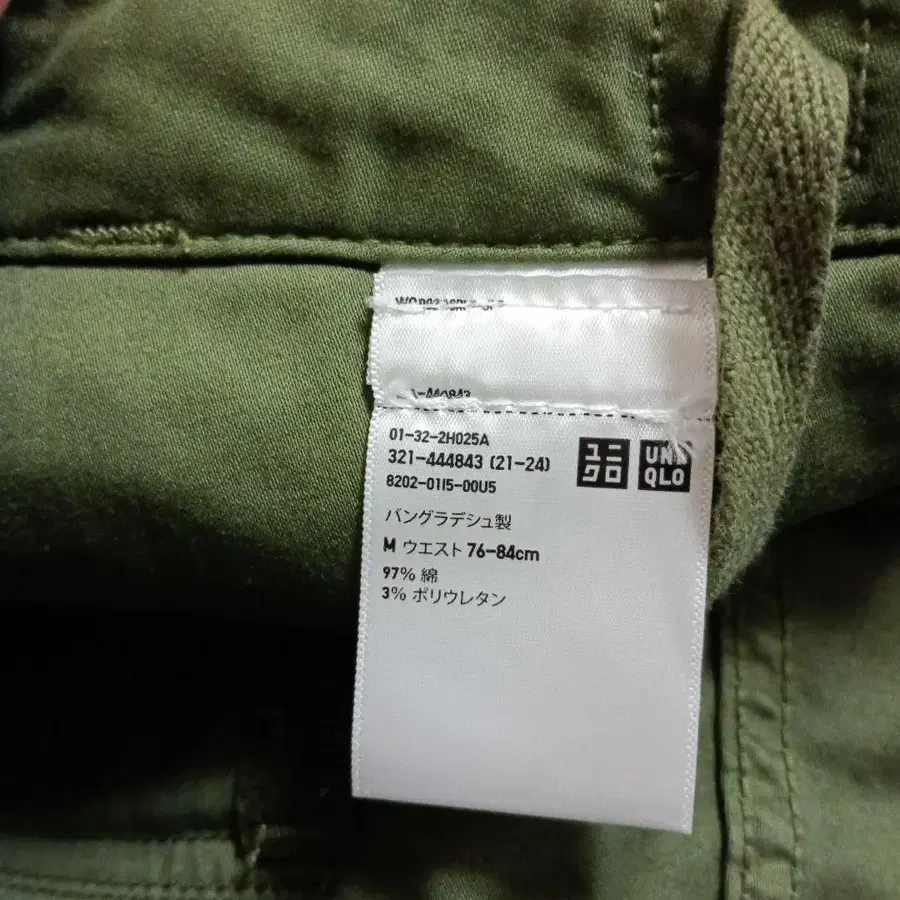 01-32-2H025A
321-444843 (21-24)
8202-01I5-00U5
ユニ
クロ
UNI
QLO
バングラデシュ製
M ウエスト 76-84cm
97% 綿
3% ポリウレタン